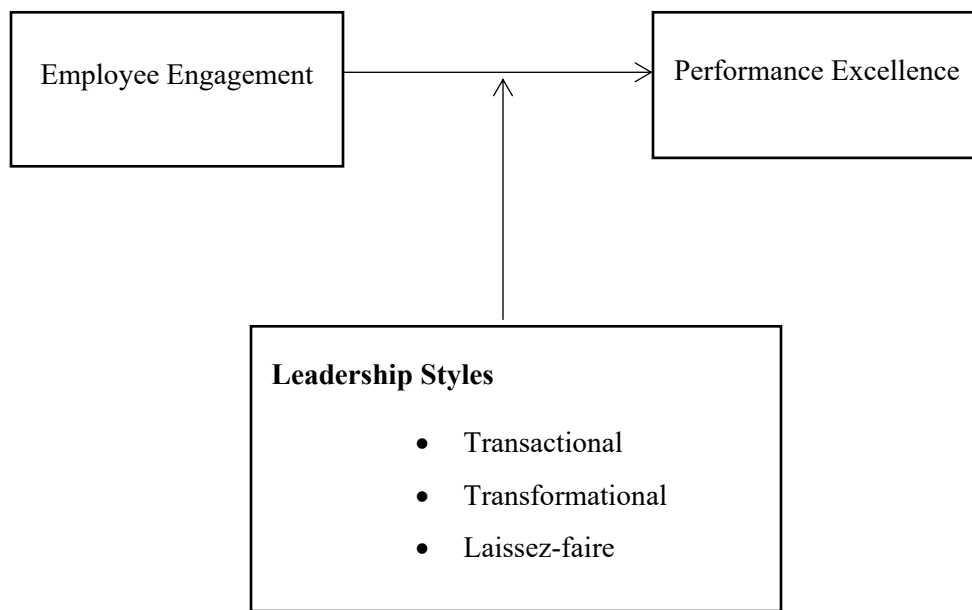 Employee Engagement
Performance Excellence
Leadership Styles
• Transactional
• Transformational
• Laissez-faire